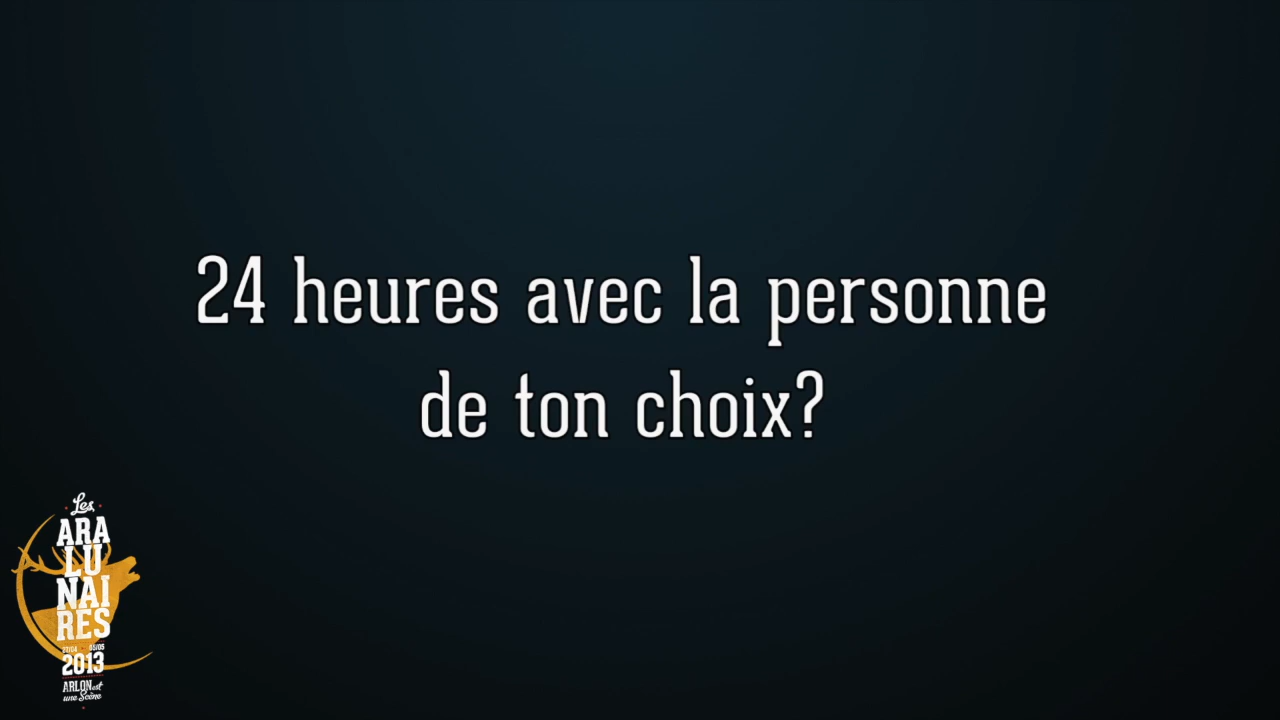 24 heures avec la personne
de ton choix?
Les
ARA
LU
NAI
RES
2013
ARLON est
une Scène